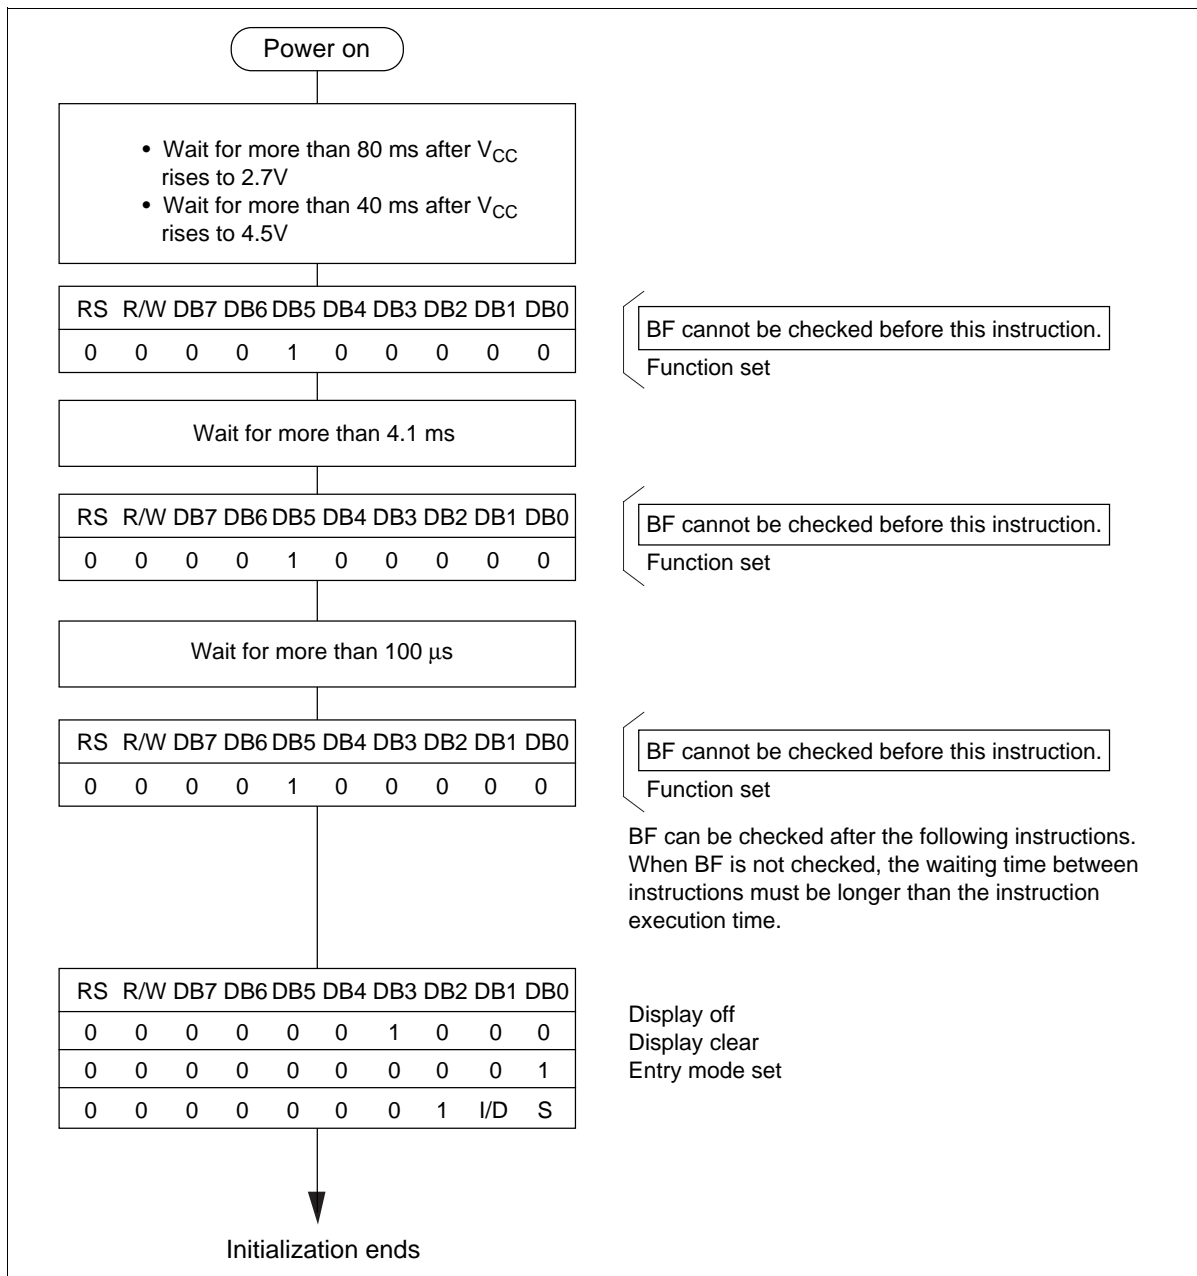 Power on
• Wait for more than 80 ms after VCC
rises to 2.7V
• Wait for more than 40 ms after VCC
rises to 4.5V
RS R/W DB7 DB6 DB5 DB4 DB3 DB2 DB1 DB0
0 0 0 0 1 0 0 0 0 0
BF cannot be checked before this instruction.
Function set
Wait for more than 4.1 ms
RS R/W DB7 DB6 DB5 DB4 DB3 DB2 DB1 DB0
0 0 0 0 1 0 0 0 0 0
BF cannot be checked before this instruction.
Function set
Wait for more than 100 μs
RS R/W DB7 DB6 DB5 DB4 DB3 DB2 DB1 DB0
0 0 0 0 1 0 0 0 0 0
BF cannot be checked before this instruction.
Function set
BF can be checked after the following instructions.
When BF is not checked, the waiting time between
instructions must be longer than the instruction
execution time.
RS R/W DB7 DB6 DB5 DB4 DB3 DB2 DB1 DB0
0 0 0 0 0 0 1 0 0 0
0 0 0 0 0 0 0 0 0 1
0 0 0 0 0 0 0 1 I/D S
Display off
Display clear
Entry mode set
Initialization ends